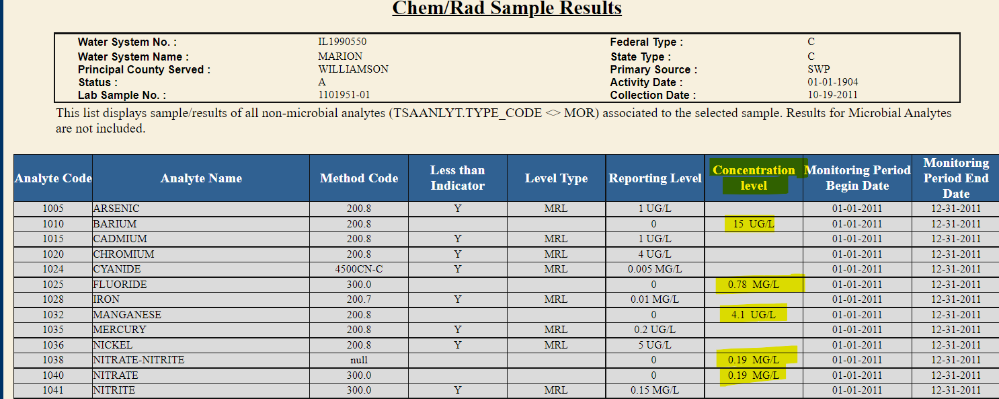 Chem/Rad Sample Results
Water System No. : IL1990550 Federal Type : C
Water System Name : MARION State Type : C
Principal County Served : WILLIAMSON Primary Source : SWP
Status : A Activity Date : 01-01-1904
Lab Sample No. : 1101951-01 Collection Date : 10-19-2011
This list displays sample/results of all non-microbial analytes (TSAANLYT.TYPE_CODE <> MOR) associated to the selected sample. Results for Microbial Analytes
are not included.
Analyte Code Analyte Name Method Code Less than Indicator Level Type Reporting Level Concentration level Monitoring Period Begin Date Monitoring Period End Date
1005 ARSENIC 200.8 Y MRL 1 UG/L 01-01-2011 12-31-2011
1010 BARIUM 200.8 0 15 UG/L 01-01-2011 12-31-2011
1015 CADMIUM 200.8 Y MRL 1 UG/L 01-01-2011 12-31-2011
1020 CHROMIUM 200.8 Y MRL 4 UG/L 01-01-2011 12-31-2011
1024 CYANIDE 4500CN-C Y MRL 0.005 MG/L 01-01-2011 12-31-2011
1025 FLUORIDE 300.0 0 0.78 MG/L 01-01-2011 12-31-2011
1028 IRON 200.7 Y MRL 0.01 MG/L 01-01-2011 12-31-2011
1032 MANGANESE 200.8 0 4.1 UG/L 01-01-2011 12-31-2011
1035 MERCURY 200.8 Y MRL 0.2 UG/L 01-01-2011 12-31-2011
1036 NICKEL 200.8 Y MRL 5 UG/L 01-01-2011 12-31-2011
1038 NITRATE-NITRITE null 0 0.19 MG/L 01-01-2011 12-31-2011
1040 NITRATE 300.0 0 0.19 MG/L 01-01-2011 12-31-2011
1041 NITRITE 300.0 Y MRL 0.15 MG/L 01-01-2011 12-31-2011